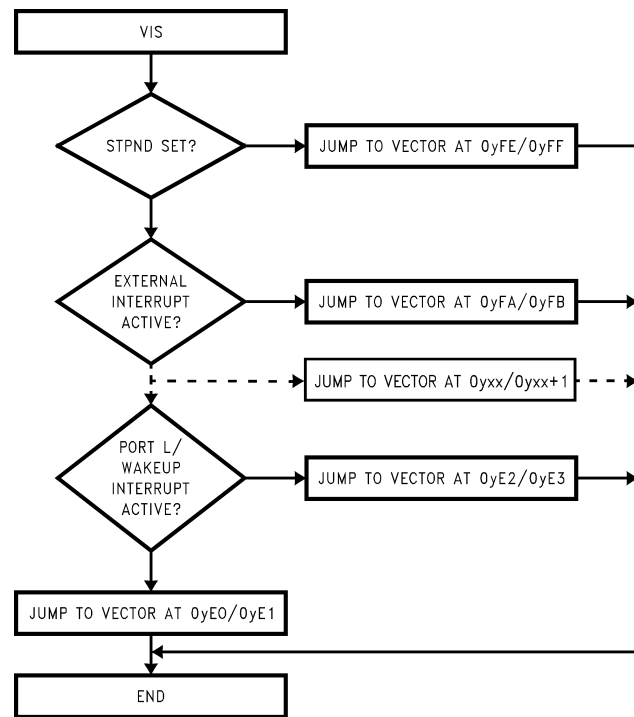 VIS
STPND SET?
JUMP TO VECTOR AT 0yFE/0yFF
EXTERNAL
INTERRUPT
ACTIVE?
JUMP TO VECTOR AT 0yFA/0yFB
JUMP TO VECTOR AT 0yxx/0yxx+1
PORT L/
WAKEUP
INTERRUPT
ACTIVE?
JUMP TO VECTOR AT 0yE2/0yE3
JUMP TO VECTOR AT 0yE0/0yE1
END